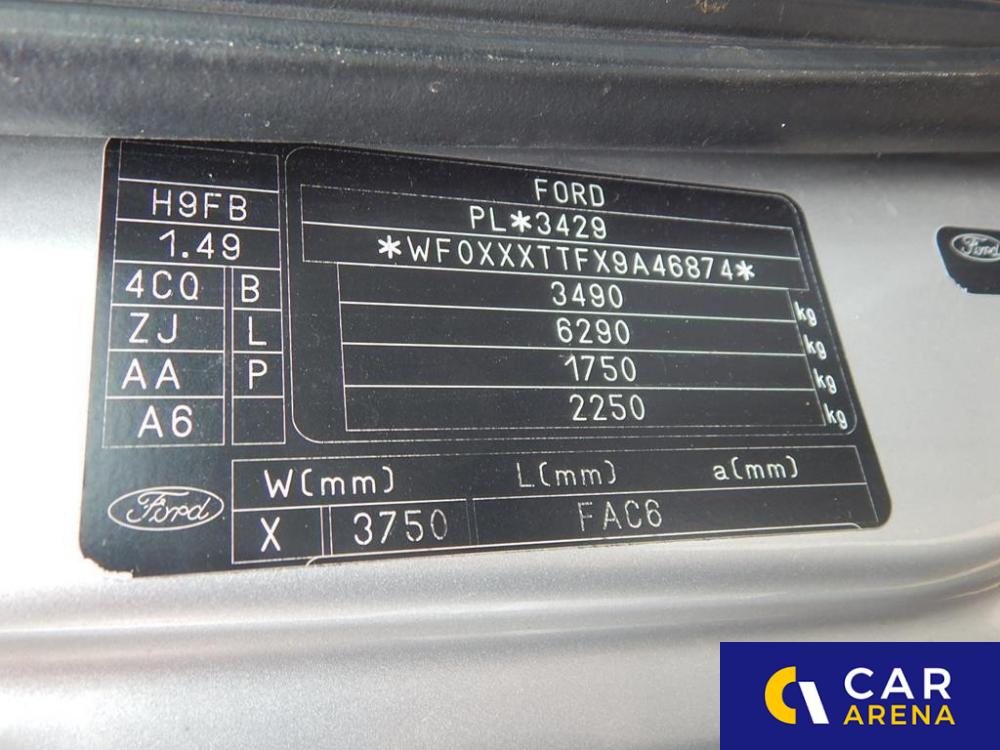 H9FB
1.49
4CQ B
ZJ L
AA P
A6
FORD
PL*3429
*WF0XXXTTFX9A46874*
3490 kg
6290 kg
1750 kg
2250 kg
Ford
W(mm) L(mm) a(mm)
X 3750 FAC6
Ford
CAR
ARENA